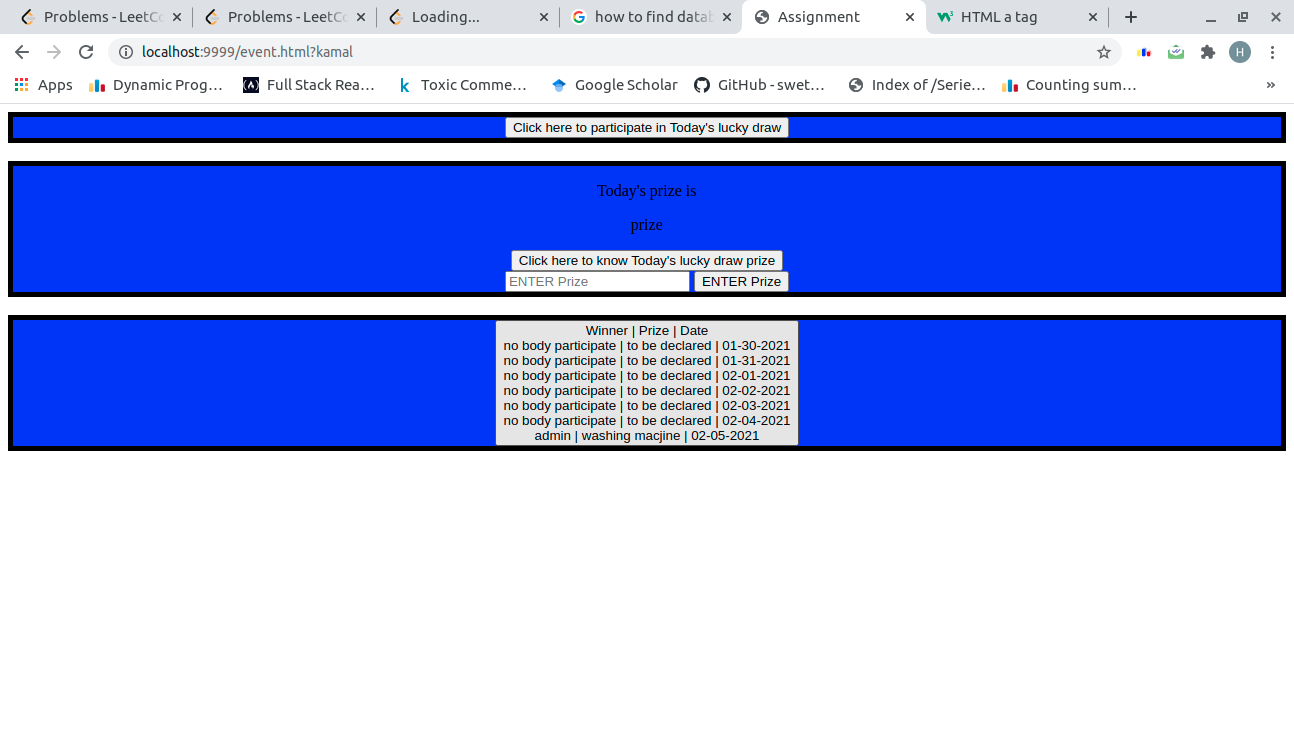 Problems - LeetCo
Problems - LeetCo
Loading...
how to find datab
Assignment
HTML a tag
localhost:9999/event.html?kamal
H
Apps
Dynamic Prog…
Full Stack Rea…
Toxic Comme…
Google Scholar
GitHub - swet…
Index of /Serie…
Counting sum…
»
Click here to participate in Today's lucky draw
Today's prize is
prize
Click here to know Today's lucky draw prize
ENTER Prize ENTER Prize
Winner | Prize | Date
no body participate | to be declared | 01-30-2021
no body participate | to be declared | 01-31-2021
no body participate | to be declared | 02-01-2021
no body participate | to be declared | 02-02-2021
no body participate | to be declared | 02-03-2021
no body participate | to be declared | 02-04-2021
admin | washing macjine | 02-05-2021